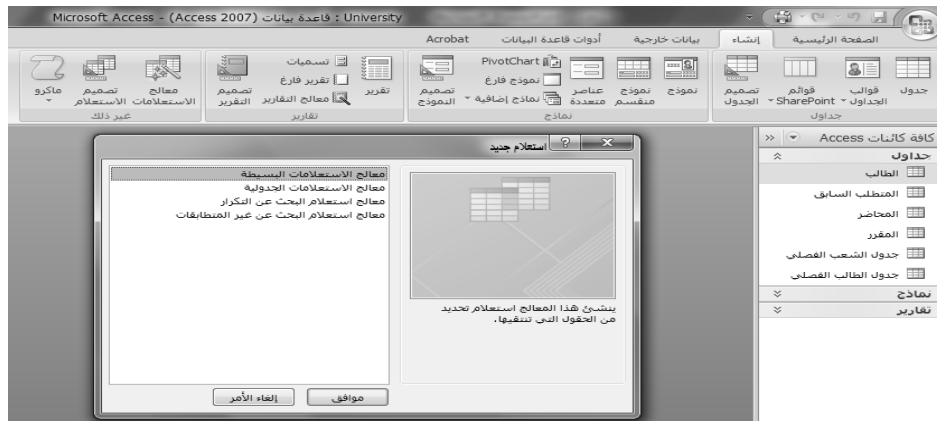 University : قاعدة بيانات (Access 2007) - Microsoft Access
الصفحة الرئيسية إنشاء بيانات خارجية أدوات قاعدة البيانات Acrobat
جدول
قوالب الجداول
قوائم SharePoint
تصميم الجدول
جداول
نموذج
نموذج منقسم
عناصر متعددة
PivotChart
نموذج فارغ
نماذج إضافية
تصميم النموذج
نماذج
تقرير
تسميات
تقرير فارغ
معالج التقارير
تصميم التقرير
تقارير
معالج الاستعلامات
تصميم الاستعلام
ماكرو
غير ذلك
كافة كائنات Access
جداول
الطالب
المتطلب السابق
المحاضر
المقرر
جدول الشعب الفصلي
جدول الطالب الفصلي
نماذج
تقارير
استعلام جديد
معالج الاستعلامات البسيطة
معالج الاستعلامات الجدولية
معالج استعلام البحث عن التكرار
معالج استعلام البحث عن غير المتطابقات
ينشئ هذا المعالج استعلام تحديد
من الحقول التي تنتقيها.
موافق
إلغاء الأمر